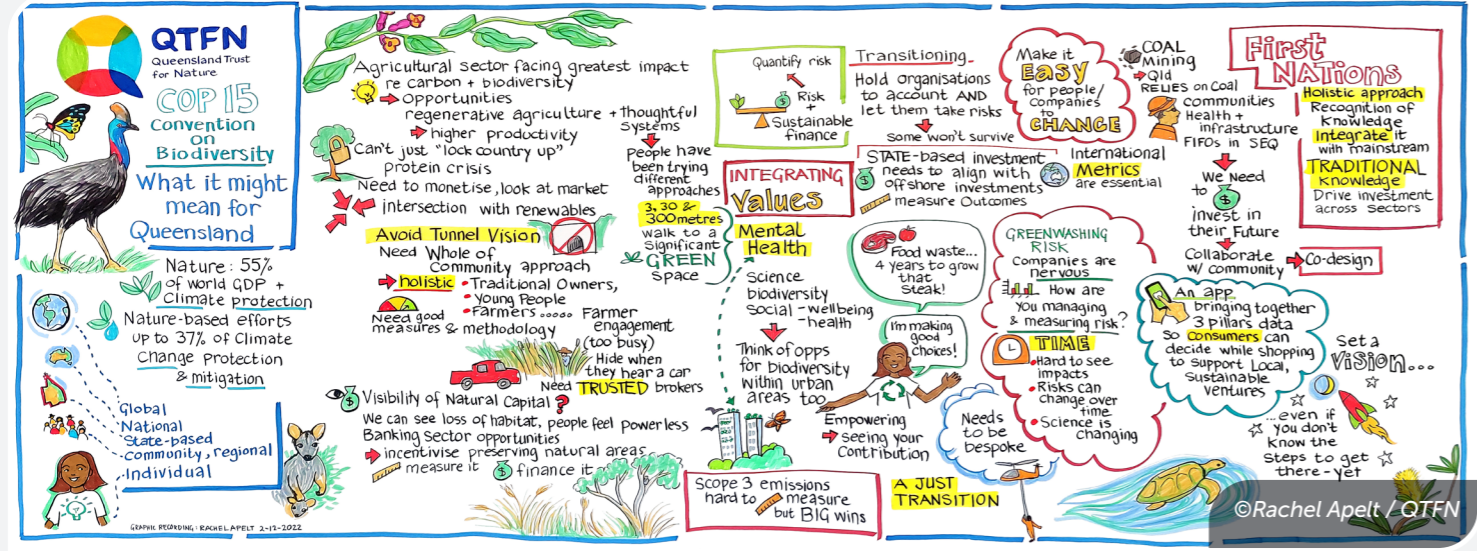 QTFN
Queensland Trust
for Nature
COP 15
Convention
on
Biodiversity
What it might
mean for
Queensland
Nature: 55%
of world GDP +
Climate protection
Nature-based efforts
up to 37% of Climate
Change Protection
& mitigation
Global
National
State-based
community, regional
Individual
GRAPHIC RECORDING: RACHEL APELT 2-12-2022
Agricultural sector facing greatest impact
re carbon + biodiversity
Opportunities
regenerative agriculture + Thoughtful
Systems
higher productivity
Can't just "lock country up"
Protein crisis
Need to monetise, look at market
intersection with renewables
People have
been trying
different
approaches
3, 30 &
300 metres
walk to a
Significant
GREEN
Space
Avoid Tunnel Vision
Need Whole of
Community approach
holistic
• Traditional Owners,
• Young People
• Farmers.....
Need good
measures & methodology
Farmer
engagement
(too busy)
Hide when
they hear a car
Need TRUSTED brokers
Visibility of Natural Capital ?
We can see loss of habitat, people feel powerless
Banking Sector opportunities
incentivise preserving natural areas
measure it
$ finance it
Quantify risk
$
Risk
+
Sustainable
finance
Transitioning
Hold organisations
to account AND
let them take risks
Some won't survive
STATE-based investment
$ needs to align with
offshore investments
measure Outcomes
INTEGRATING
Values
Mental
Health
Science
biodiversity
Social - wellbeing
-health
Think of opps
for biodiversity
within urban
areas too
Scope 3 emissions
hard to measure
but BIG wins
Food waste...
4 years to grow
that
Steak!
I'm making
good
choices!
Empowering
seeing your
Contribution
A JUST
TRANSITION
Needs
to be
bespoke
Make it
EASY
for people/
companies
to CHANGE
International
Metrics
are essential
GREENWASHING
RISK
Companies are
nervous
How are
you managing
& measuring risk?
TIME
• Hard to see
impacts
• Risks can
change over
time
• Science is
changing
COAL
Mining
Qld
RELIES on Coal
Communities
Health +
infrastructure
FIFOs in SEQ
We Need
to $
invest in
their Future
Collaborate
w/ community
Co-design
First
NATIONS
Holistic approach
Recognition of
Knowledge
Integrate it
with mainstream
TRADITIONAL
Knowledge
Drive investment
across Sectors
An app
bringing together
3 pillars data
So consumers can
decide while shopping
to support Local,
Sustainable
Ventures
Set a
Vision...
...even if
you don't
Know the
Steps to get
there - yet
©Rachel Apelt / QTFN